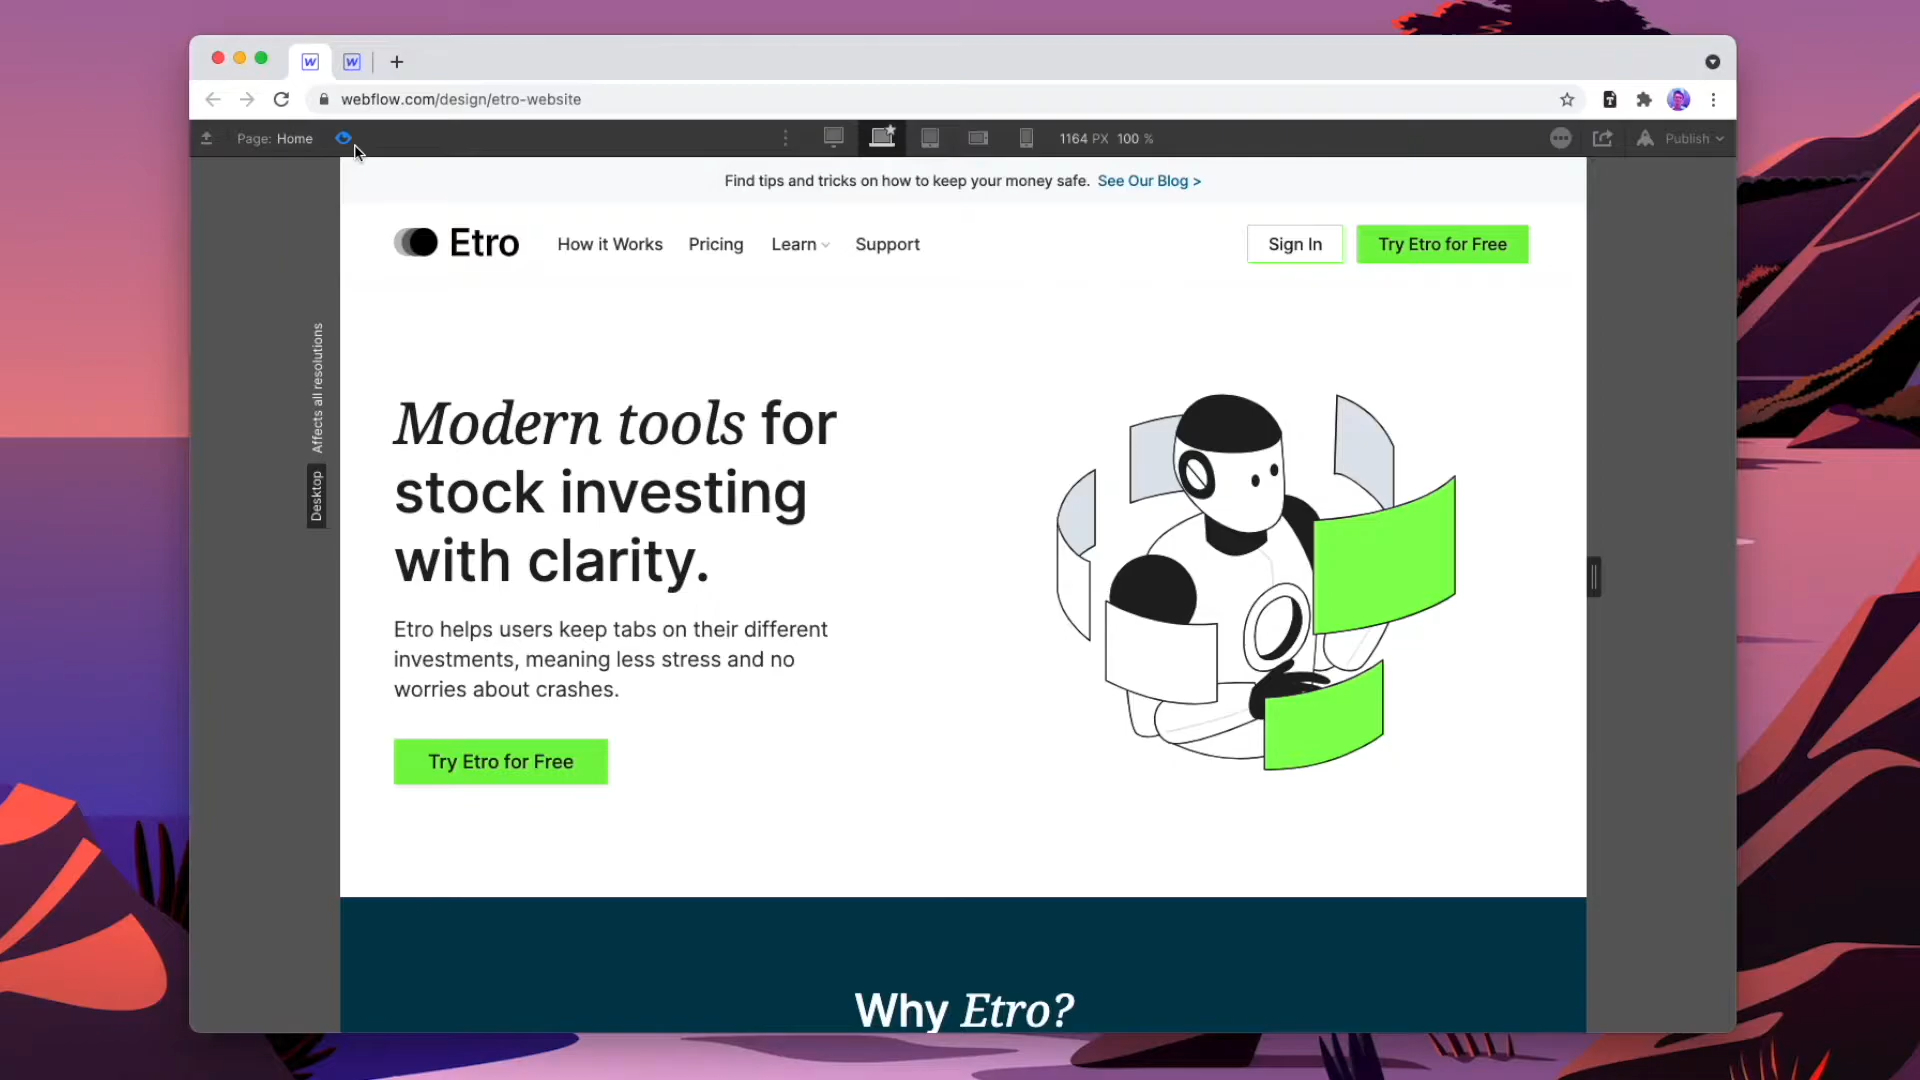 webflow.com/design/etro-website
Page: Home
1164 PX 100 %
Publish
Find tips and tricks on how to keep your money safe. See Our Blog >
Etro
How it Works
Pricing
Learn
Support
Sign In
Try Etro for Free
Affects all resolutions
Desktop
Modern tools for
stock investing
with clarity.
Etro helps users keep tabs on their different
investments, meaning less stress and no
worries about crashes.
Try Etro for Free
Why Etro?